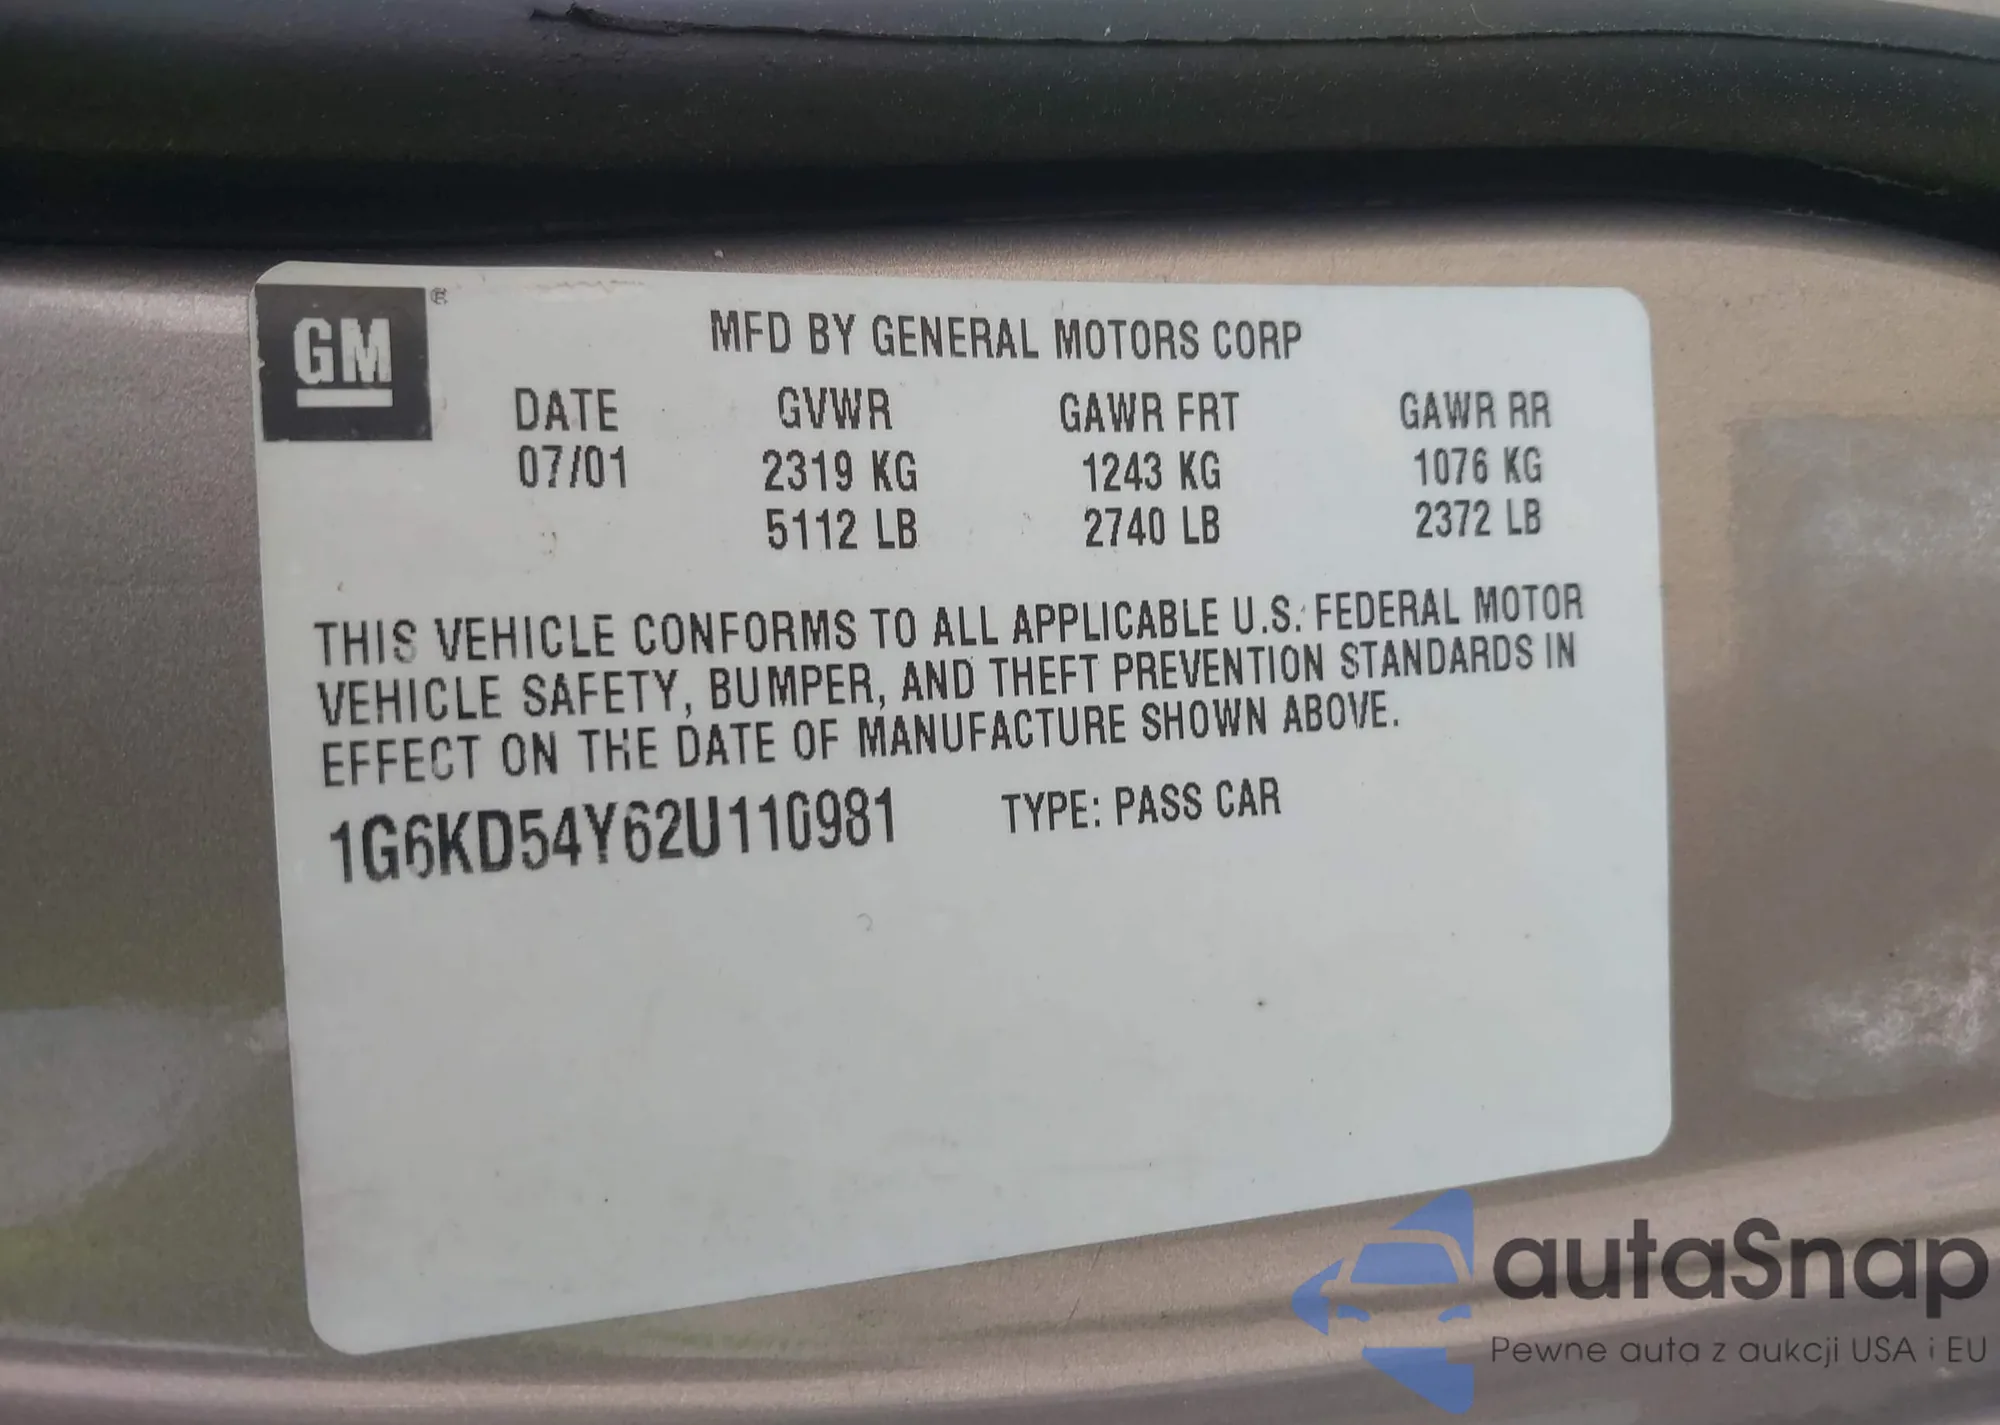 GM ®
MFD BY GENERAL MOTORS CORP
DATE GVWR GAWR FRT GAWR RR
07/01 2319 KG 1243 KG 1076 KG
5112 LB 2740 LB 2372 LB
THIS VEHICLE CONFORMS TO ALL APPLICABLE U.S. FEDERAL MOTOR
VEHICLE SAFETY, BUMPER, AND THEFT PREVENTION STANDARDS IN
EFFECT ON THE DATE OF MANUFACTURE SHOWN ABOVE.
1G6KD54Y62U110981 TYPE: PASS CAR
autaSnap
Pewne auta z aukcji USA i EU